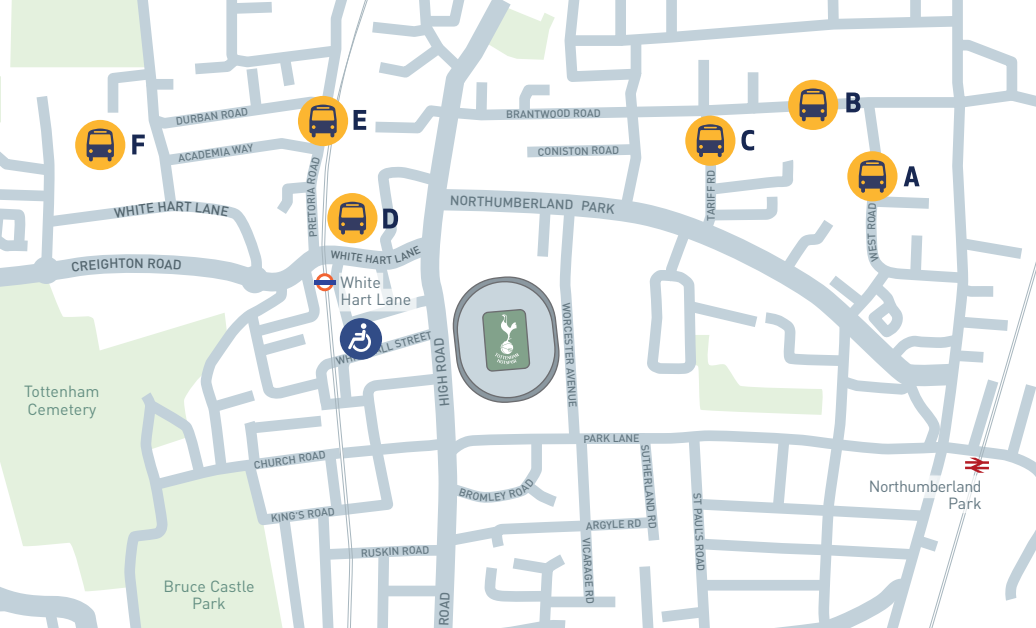 B
BRANTWOOD ROAD
DURBAN ROAD
E
C
F
CONISTON ROAD
ACADEMIA WAY
A
TARIFF RD
PRETORIA ROAD
WHITE HART LANE
D
NORTHUMBERLAND PARK
WEST ROAD
WHITE HART LANE
CREIGHTON ROAD
White
Hart Lane
TOTTENHAM
HOTSPUR
WORCESTER AVENUE
HIGH ROAD
Tottenham
Cemetery
PARK LANE
CHURCH ROAD
SUTHERLAND RD
Northumberland
Park
BROMLEY ROAD
ST PAUL'S ROAD
KING'S ROAD
ARGYLE RD
RUSKIN ROAD
VICARAGE RD
Bruce Castle
Park
ROAD